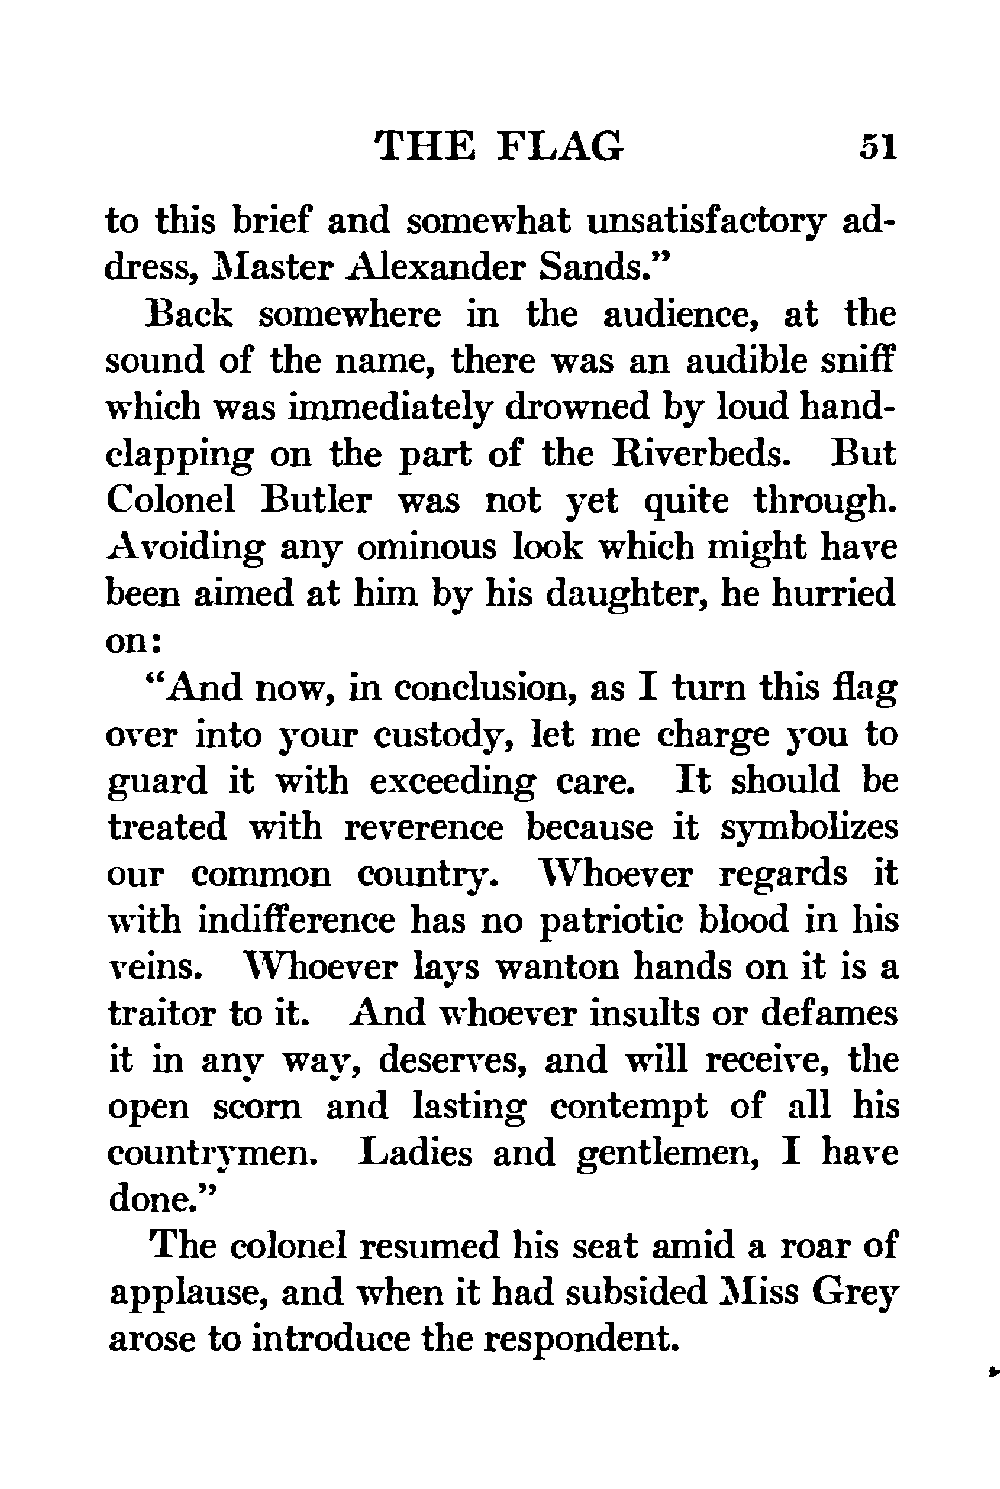 THE FLAG 51
to this brief and somewhat unsatisfactory ad-
dress, Master Alexander Sands."
Back somewhere in the audience, at the
sound of the name, there was an audible sniff
which was immediately drowned by loud hand-
clapping on the part of the Riverbeds. But
Colonel Butler was not yet quite through.
Avoiding any ominous look which might have
been aimed at him by his daughter, he hurried
on:
"And now, in conclusion, as I turn this flag
over into your custody, let me charge you to
guard it with exceeding care. It should be
treated with reverence because it symbolizes
our common country. Whoever regards it
with indifference has no patriotic blood in his
veins. Whoever lays wanton hands on it is a
traitor to it. And whoever insults or defames
it in any way, deserves, and will receive, the
open scorn and lasting contempt of all his
countrymen. Ladies and gentlemen, I have
done."
The colonel resumed his seat amid a roar of
applause, and when it had subsided Miss Grey
arose to introduce the respondent.